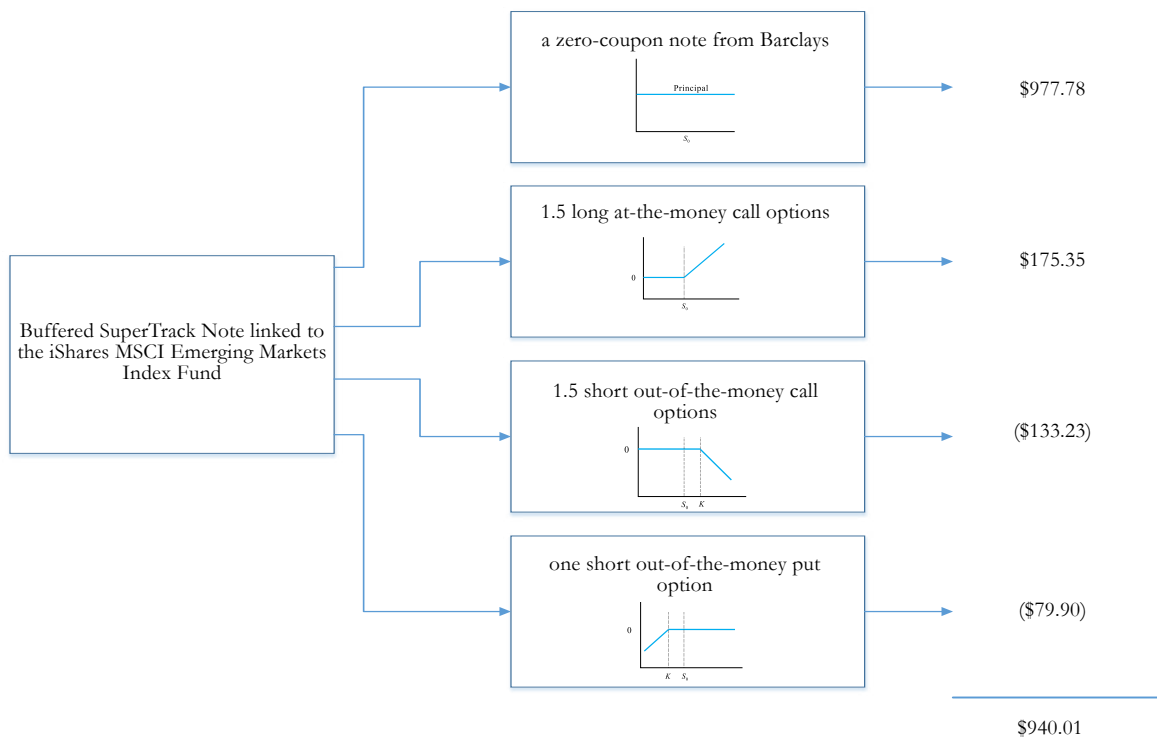 a zero-coupon note from Barclays
Principal
S0
$977.78
1.5 long at-the-money call options
0
S0
$175.35
Buffered SuperTrack Note linked to
the iShares MSCI Emerging Markets
Index Fund
1.5 short out-of-the-money call
options
0
S0 K
($133.23)
one short out-of-the-money put
option
0
K S0
($79.90)
$940.01